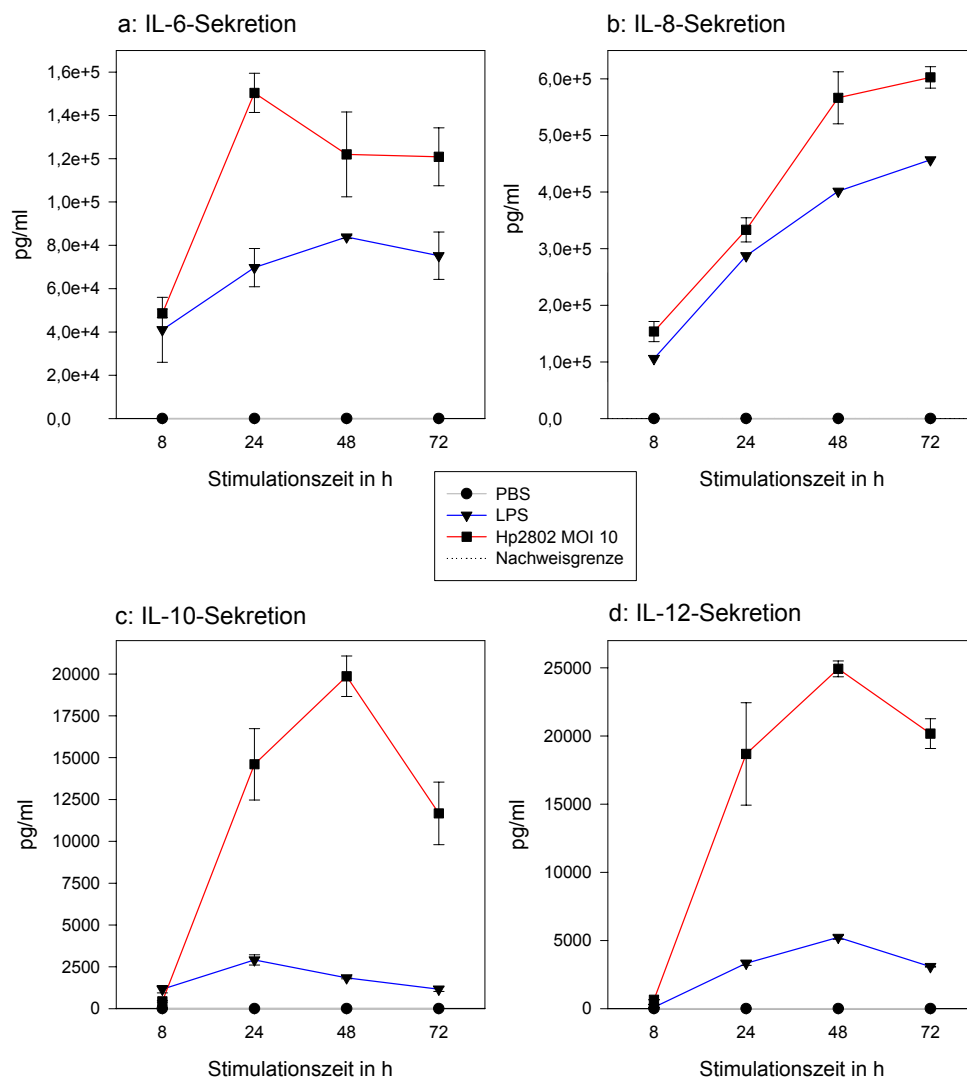 a: IL-6-Sekretion
1,6e+5
1,4e+5
1,2e+5
1,0e+5
8,0e+4
6,0e+4
4,0e+4
2,0e+4
0,0
pg/ml
8 24 48 72
Stimulationszeit in h
b: IL-8-Sekretion
6,0e+5
5,0e+5
4,0e+5
3,0e+5
2,0e+5
1,0e+5
0,0
pg/ml
8 24 48 72
Stimulationszeit in h
PBS
LPS
Hp2802 MOI 10
Nachweisgrenze
c: IL-10-Sekretion
20000
17500
15000
12500
10000
7500
5000
2500
0
pg/ml
8 24 48 72
Stimulationszeit in h
d: IL-12-Sekretion
25000
20000
15000
10000
5000
0
pg/ml
8 24 48 72
Stimulationszeit in h